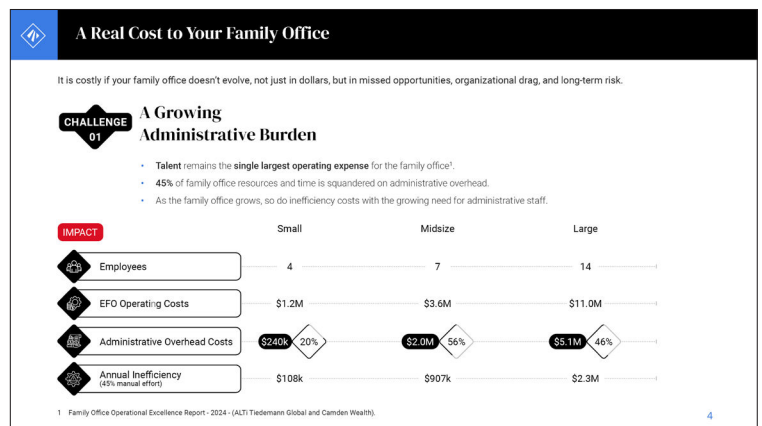 A Real Cost to Your Family Office
It is costly if your family office doesn't evolve, not just in dollars, but in missed opportunities, organizational drag, and long-term risk.
CHALLENGE
01
A Growing
Administrative Burden
• Talent remains the single largest operating expense for the family office¹.
• 45% of family office resources and time is squandered on administrative overhead.
• As the family office grows, so do inefficiency costs with the growing need for administrative staff.
IMPACT Small Midsize Large
Employees 4 7 14
EFO Operating Costs $1.2M $3.6M $11.0M
Administrative Overhead Costs $240k 20% $2.0M 56% $5.1M 46%
Annual Inefficiency
(45% manual effort) $108k $907k $2.3M
1 Family Office Operational Excellence Report - 2024 - (ALTi Tiedemann Global and Camden Wealth).
4